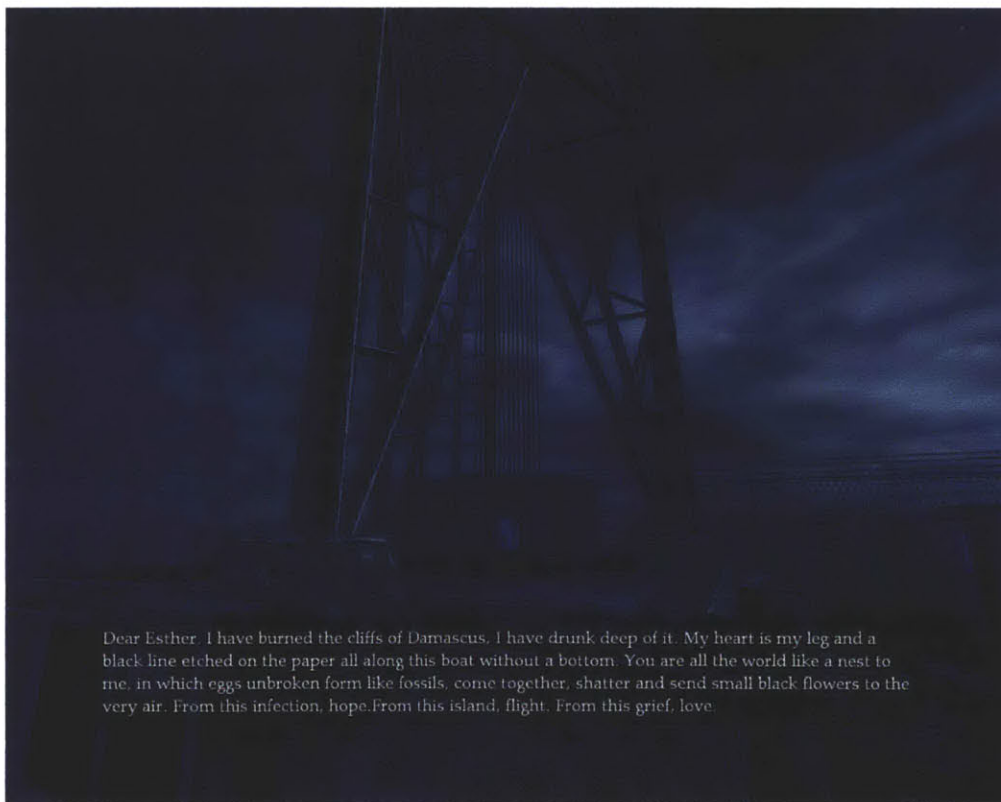 Dear Esther. I have burned the cliffs of Damascus, I have drunk deep of it. My heart is my leg and a
black line etched on the paper all along this boat without a bottom. You are all the world like a nest to
me, in which eggs unbroken form like fossils, come together, shatter and send small black flowers to the
very air. From this infection, hope.From this island, flight. From this grief, love.